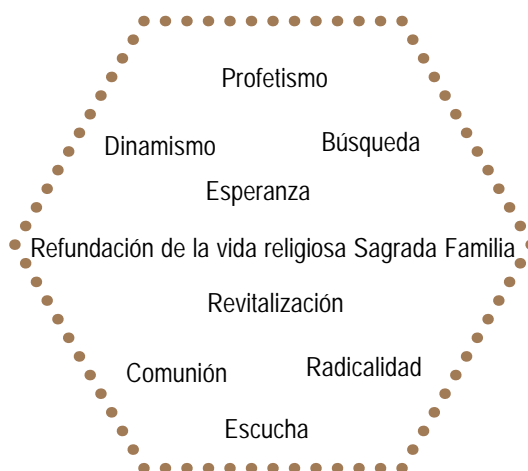 Profetismo
Dinamismo
Búsqueda
Esperanza
Refundación de la vida religiosa Sagrada Familia
Revitalización
Comunión
Radicalidad
Escucha